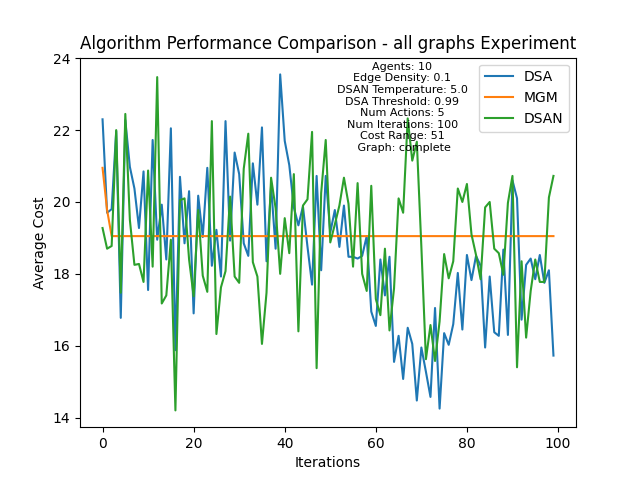 Algorithm Performance Comparison - all graphs Experiment
Agents: 10
Edge Density: 0.1
DSAN Temperature: 5.0
DSA Threshold: 0.99
Num Actions: 5
Num Iterations: 100
Cost Range: 51
Graph: complete
DSA
MGM
DSAN
Average Cost
24
22
20
18
16
14
0
20
40
60
80
100
Iterations